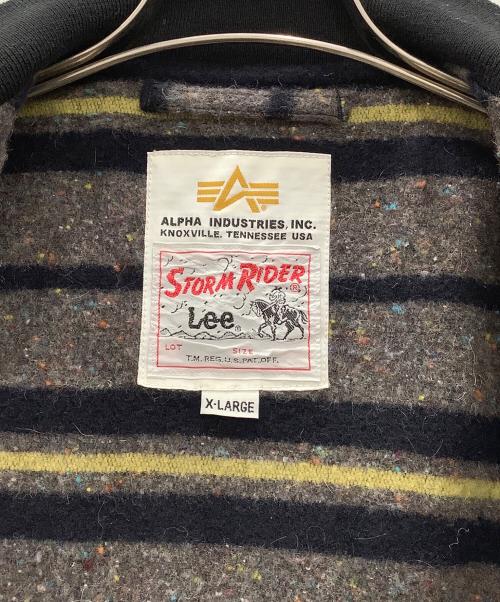 ALPHA INDUSTRIES, INC.
KNOXVILLE, TENNESSEE USA
STORM RIDER®
Lee®
LOT SIZE
T.M. REG. U.S. PAT. OFF.
X-LARGE